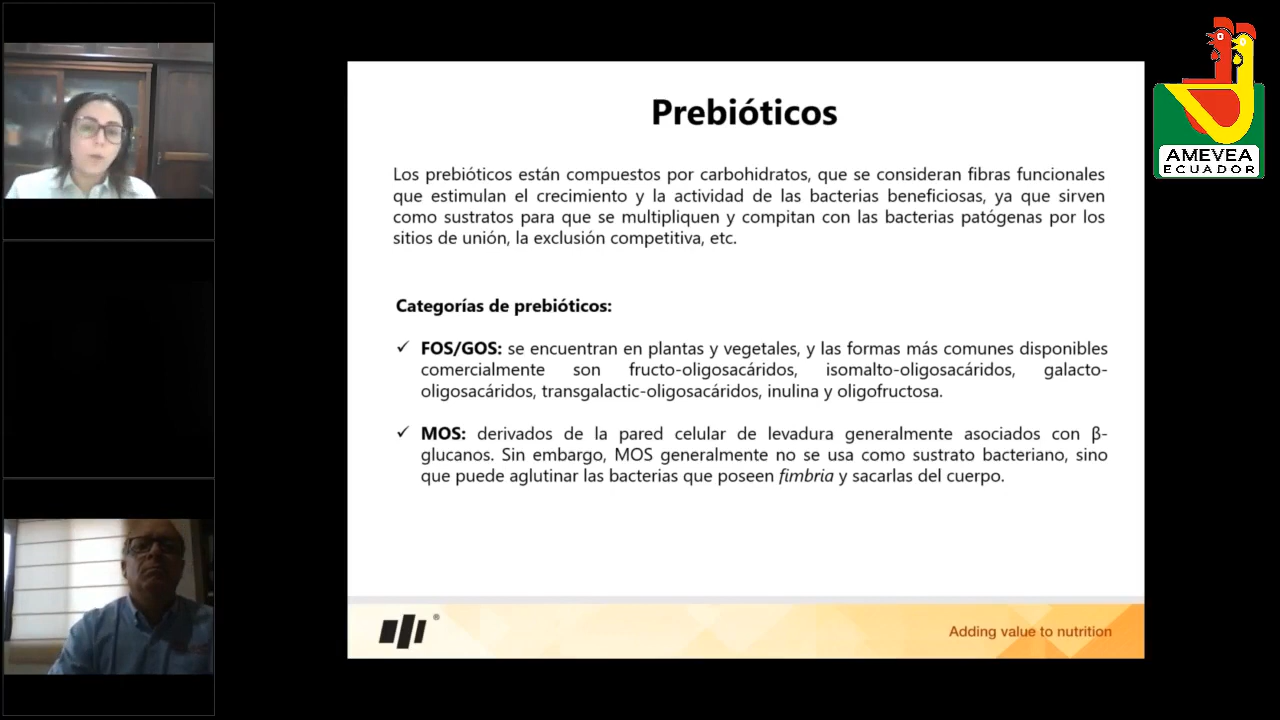 Prebióticos
Los prebióticos están compuestos por carbohidratos, que se consideran fibras funcionales
que estimulan el crecimiento y la actividad de las bacterias beneficiosas, ya que sirven
como sustratos para que se multipliquen y compitan con las bacterias patógenas por los
sitios de unión, la exclusión competitiva, etc.
Categorías de prebióticos:
✓ FOS/GOS: se encuentran en plantas y vegetales, y las formas más comunes disponibles
comercialmente son fructo-oligosacáridos, isomalto-oligosacáridos, galacto-
oligosacáridos, transgalactic-oligosacáridos, inulina y oligofructosa.
✓ MOS: derivados de la pared celular de levadura generalmente asociados con β-
glucanos. Sin embargo, MOS generalmente no se usa como sustrato bacteriano, sino
que puede aglutinar las bacterias que poseen fimbria y sacarlas del cuerpo.
®
Adding value to nutrition
AMEVEA
ECUADOR